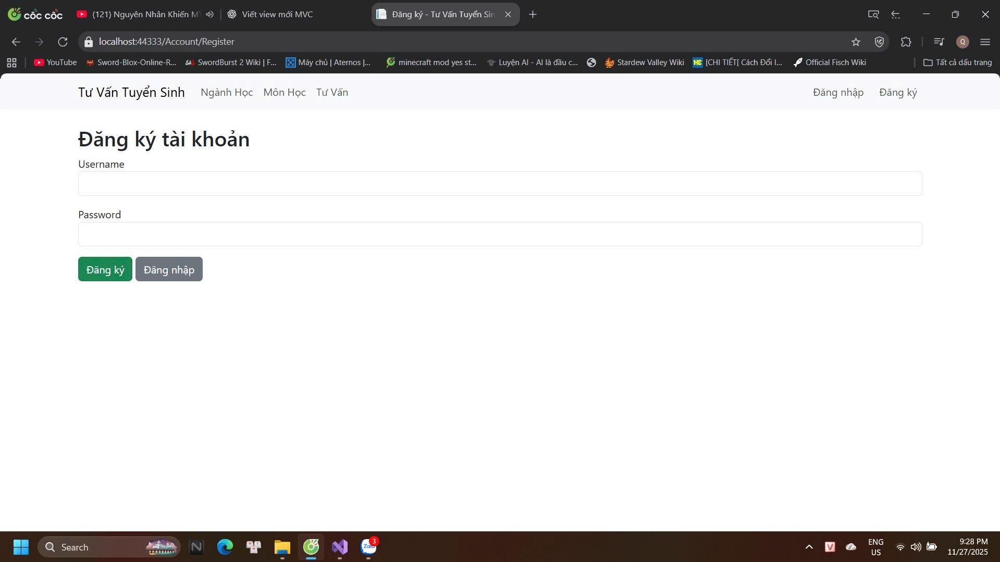 cốc cốc (121) Nguyên Nhân Khiến M Viết view mới MVC Đăng ký - Tư Vấn Tuyển Sin
localhost:44333/Account/Register Q
YouTube Sword-Blox-Online-R... SwordBurst 2 Wiki | F... Máy chủ | Aternos |... minecraft mod yes st... Luyện AI - AI là đầu c... Stardew Valley Wiki HC [CHI TIẾT[ Cách Đổi I... Official Fisch Wiki Tất cả dấu trang
Tư Vấn Tuyển Sinh Ngành Học Môn Học Tư Vấn Đăng nhập Đăng ký
Đăng ký tài khoản
Username
Password
Đăng ký Đăng nhập
Search N Zalo 3 V ENG 9:28 PM
US 11/27/2025